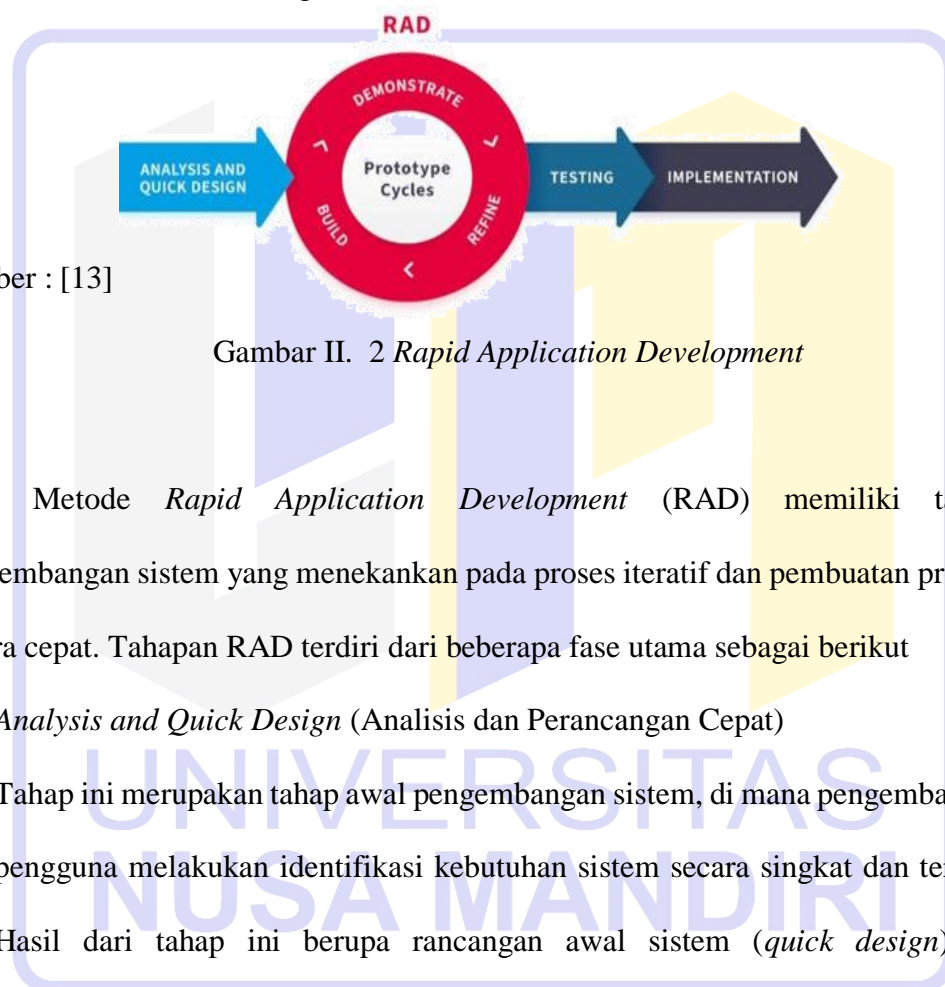 RAD
DEMONSTRATE
ANALYSIS AND
QUICK DESIGN
Prototype
Cycles
BUILD
REFINE
TESTING
IMPLEMENTATION
ber : [13]
Gambar II. 2 Rapid Application Development
Metode Rapid Application Development (RAD) memiliki ta
embangan sistem yang menekankan pada proses iteratif dan pembuatan pr
ra cepat. Tahapan RAD terdiri dari beberapa fase utama sebagai berikut
Analysis and Quick Design (Analisis dan Perancangan Cepat)
Tahap ini merupakan tahap awal pengembangan sistem, di mana pengemba
pengguna melakukan identifikasi kebutuhan sistem secara singkat dan te
Hasil dari tahap ini berupa rancangan awal sistem (quick design)
UNIVERSITAS
NUSA MANDIRI